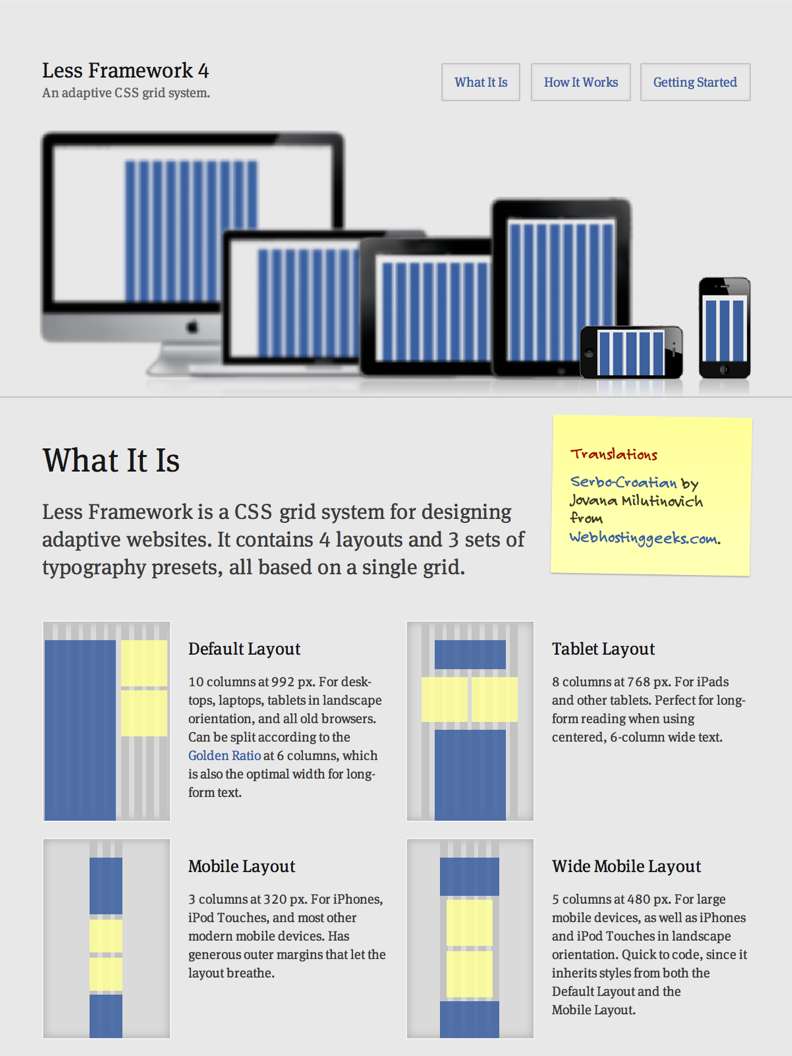 Less Framework 4
An adaptive CSS grid system.
What It Is
How It Works
Getting Started
What It Is
Less Framework is a CSS grid system for designing
adaptive websites. It contains 4 layouts and 3 sets of
typography presets, all based on a single grid.
Translations
Serbo-Croatian by
Jovana Milutinovich
from
Webhostinggeeks.com.
Default Layout
10 columns at 992 px. For desk-
tops, laptops, tablets in landscape
orientation, and all old browsers.
Can be split according to the
Golden Ratio at 6 columns, which
is also the optimal width for long-
form text.
Tablet Layout
8 columns at 768 px. For iPads
and other tablets. Perfect for long-
form reading when using
centered, 6-column wide text.
Mobile Layout
3 columns at 320 px. For iPhones,
iPod Touches, and most other
modern mobile devices. Has
generous outer margins that let the
layout breathe.
Wide Mobile Layout
5 columns at 480 px. For large
mobile devices, as well as iPhones
and iPod Touches in landscape
orientation. Quick to code, since it
inherits styles from both the
Default Layout and the
Mobile Layout.